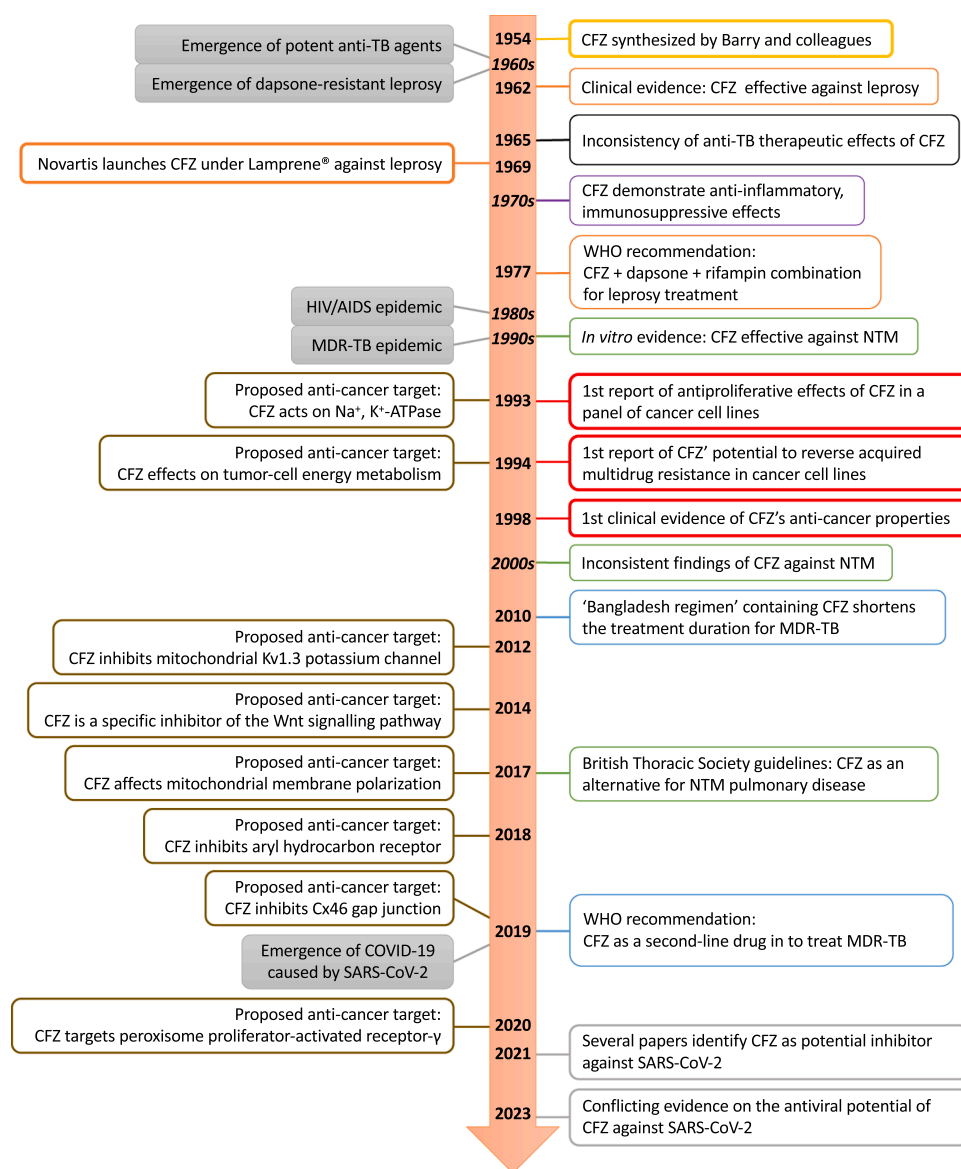 1954
CFZ synthesized by Barry and colleagues
Emergence of potent anti-TB agents
1960s
Emergence of dapsone-resistant leprosy
1962
Clinical evidence: CFZ effective against leprosy
1965
Inconsistency of anti-TB therapeutic effects of CFZ
Novartis launches CFZ under Lamprene® against leprosy
1969
1970s
CFZ demonstrate anti-inflammatory,
immunosuppressive effects
1977
WHO recommendation:
CFZ + dapsone + rifampin combination
for leprosy treatment
HIV/AIDS epidemic
1980s
MDR-TB epidemic
1990s
In vitro evidence: CFZ effective against NTM
Proposed anti-cancer target:
CFZ acts on Na⁺, K⁺-ATPase
1993
1st report of antiproliferative effects of CFZ in a
panel of cancer cell lines
Proposed anti-cancer target:
CFZ effects on tumor-cell energy metabolism
1994
1st report of CFZ' potential to reverse acquired
multidrug resistance in cancer cell lines
1998
1st clinical evidence of CFZ's anti-cancer properties
2000s
Inconsistent findings of CFZ against NTM
2010
'Bangladesh regimen' containing CFZ shortens
the treatment duration for MDR-TB
Proposed anti-cancer target:
CFZ inhibits mitochondrial Kv1.3 potassium channel
2012
Proposed anti-cancer target:
CFZ is a specific inhibitor of the Wnt signalling pathway
2014
Proposed anti-cancer target:
CFZ affects mitochondrial membrane polarization
2017
British Thoracic Society guidelines: CFZ as an
alternative for NTM pulmonary disease
Proposed anti-cancer target:
CFZ inhibits aryl hydrocarbon receptor
2018
Proposed anti-cancer target:
CFZ inhibits Cx46 gap junction
2019
WHO recommendation:
CFZ as a second-line drug in to treat MDR-TB
Emergence of COVID-19
caused by SARS-CoV-2
Proposed anti-cancer target:
CFZ targets peroxisome proliferator-activated receptor-γ
2020
2021
Several papers identify CFZ as potential inhibitor
against SARS-CoV-2
2023
Conflicting evidence on the antiviral potential of
CFZ against SARS-CoV-2